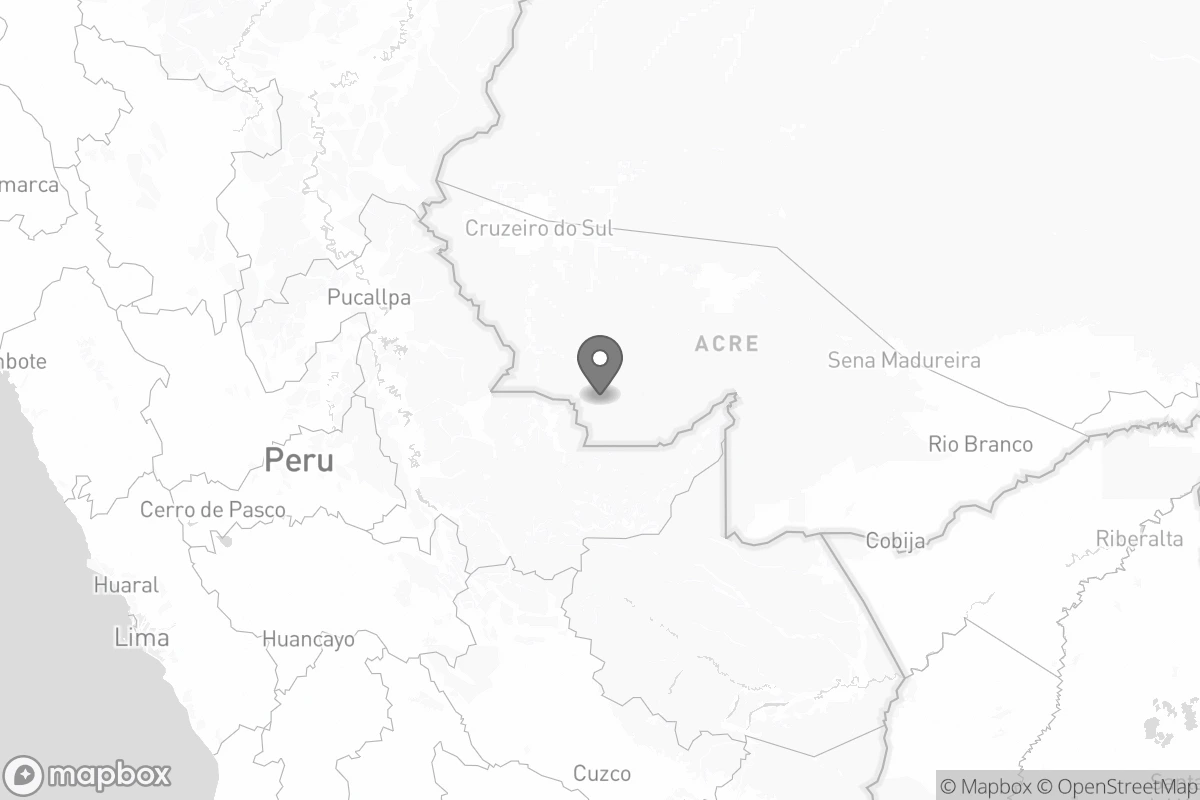 marca
Cruzeiro do Sul
Pucallpa
ACRE
nbote
Sena Madureira
Rio Branco
Peru
Cerro de Pasco
Cobija
Riberalta
Huaral
Lima
Huancayo
Cuzco
Santa
mapbox
© Mapbox © OpenStreetMap